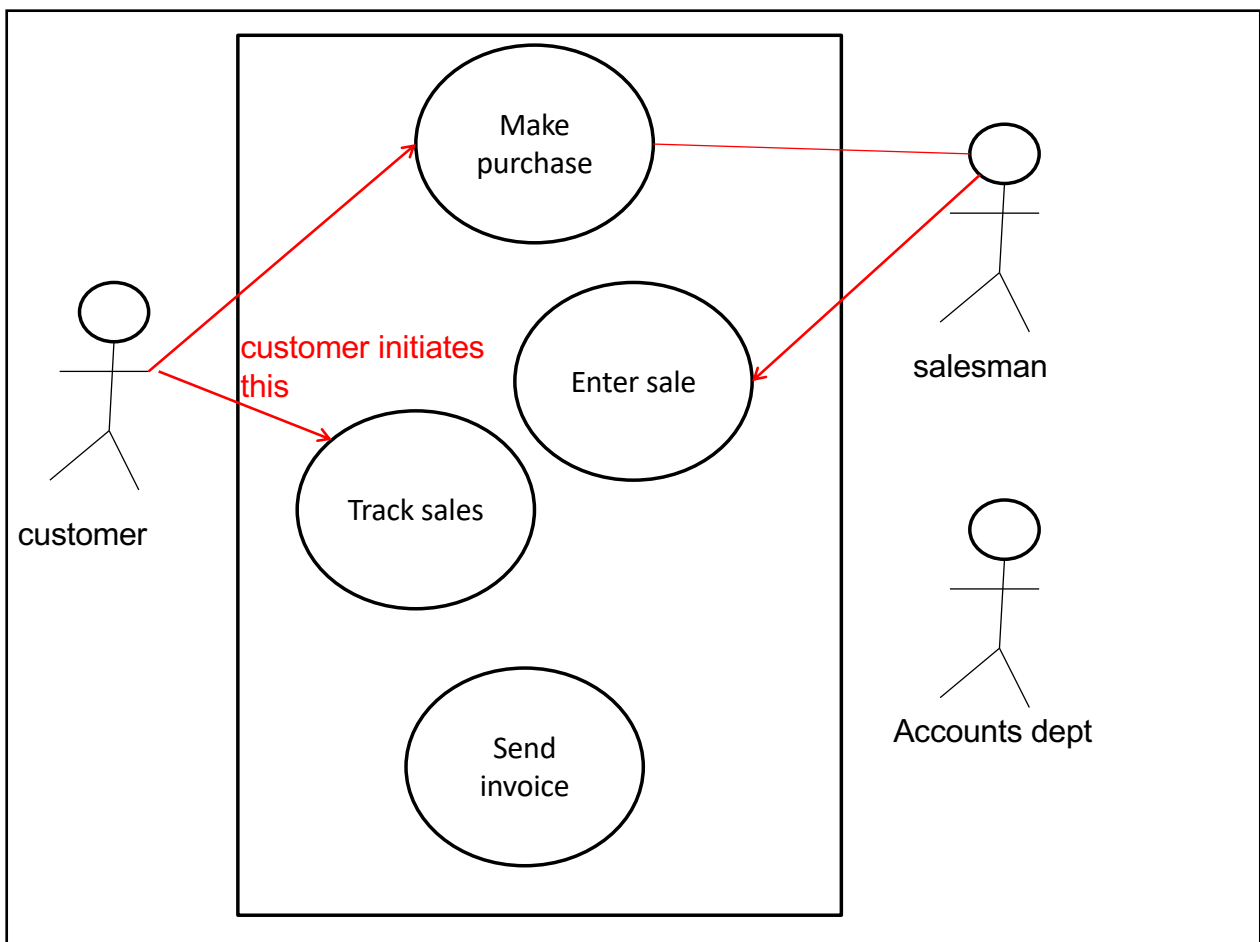 Make
purchase
customer initiates
this
Enter sale
salesman
Track sales
customer
Accounts dept
Send
invoice